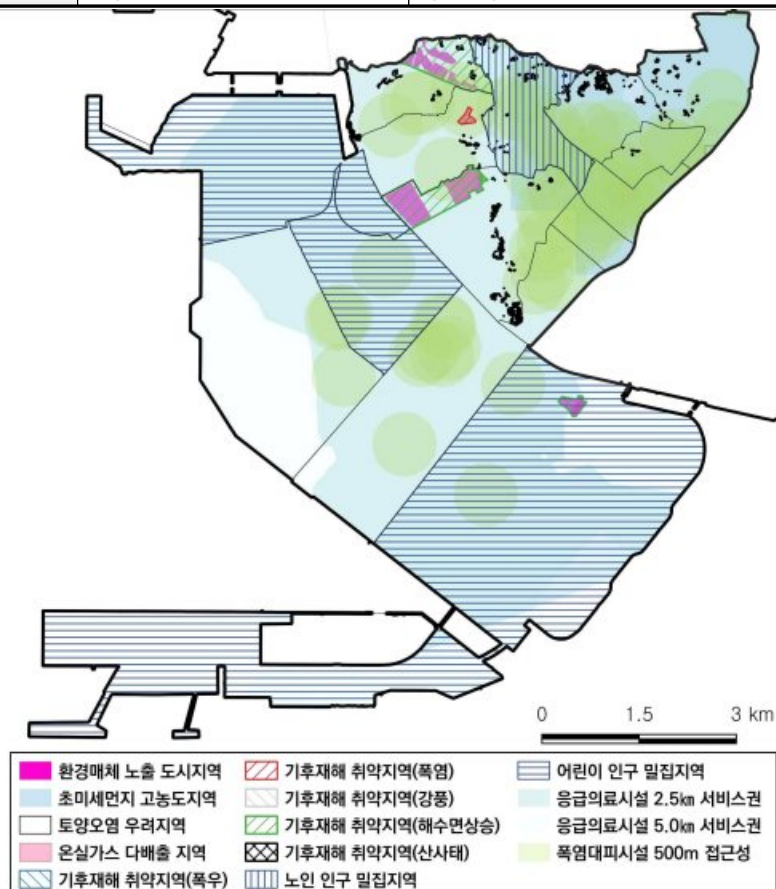 0 1.5 3 km
환경매체 노출 도시지역 기후재해 취약지역(폭염) 어린이 인구 밀집지역
초미세먼지 고농도지역 기후재해 취약지역(강풍) 응급의료시설 2.5㎞ 서비스권
토양오염 우려지역 기후재해 취약지역(해수면상승) 응급의료시설 5.0㎞ 서비스권
온실가스 다배출 지역 기후재해 취약지역(산사태) 폭염대피시설 500m 접근성
기후재해 취약지역(폭우) 노인 인구 밀집지역